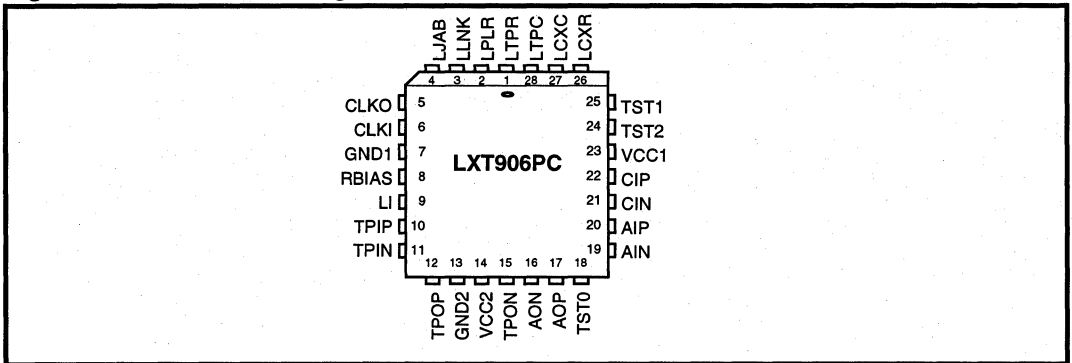 LJAB LLNK LPLR LTPR LTPC LCXC LCXR
4 3 2 1 28 27 26
CLKO 5 25 TST1
CLKI 6 24 TST2
GND1 7 23 VCC1
LXT906PC
RBIAS 8 22 CIP
LI 9 21 CIN
TPIP 10 20 AIP
TPIN 11 19 AIN
12 13 14 15 16 17 18
TPOP GND2 VCC2 TPON AON AOP TST0